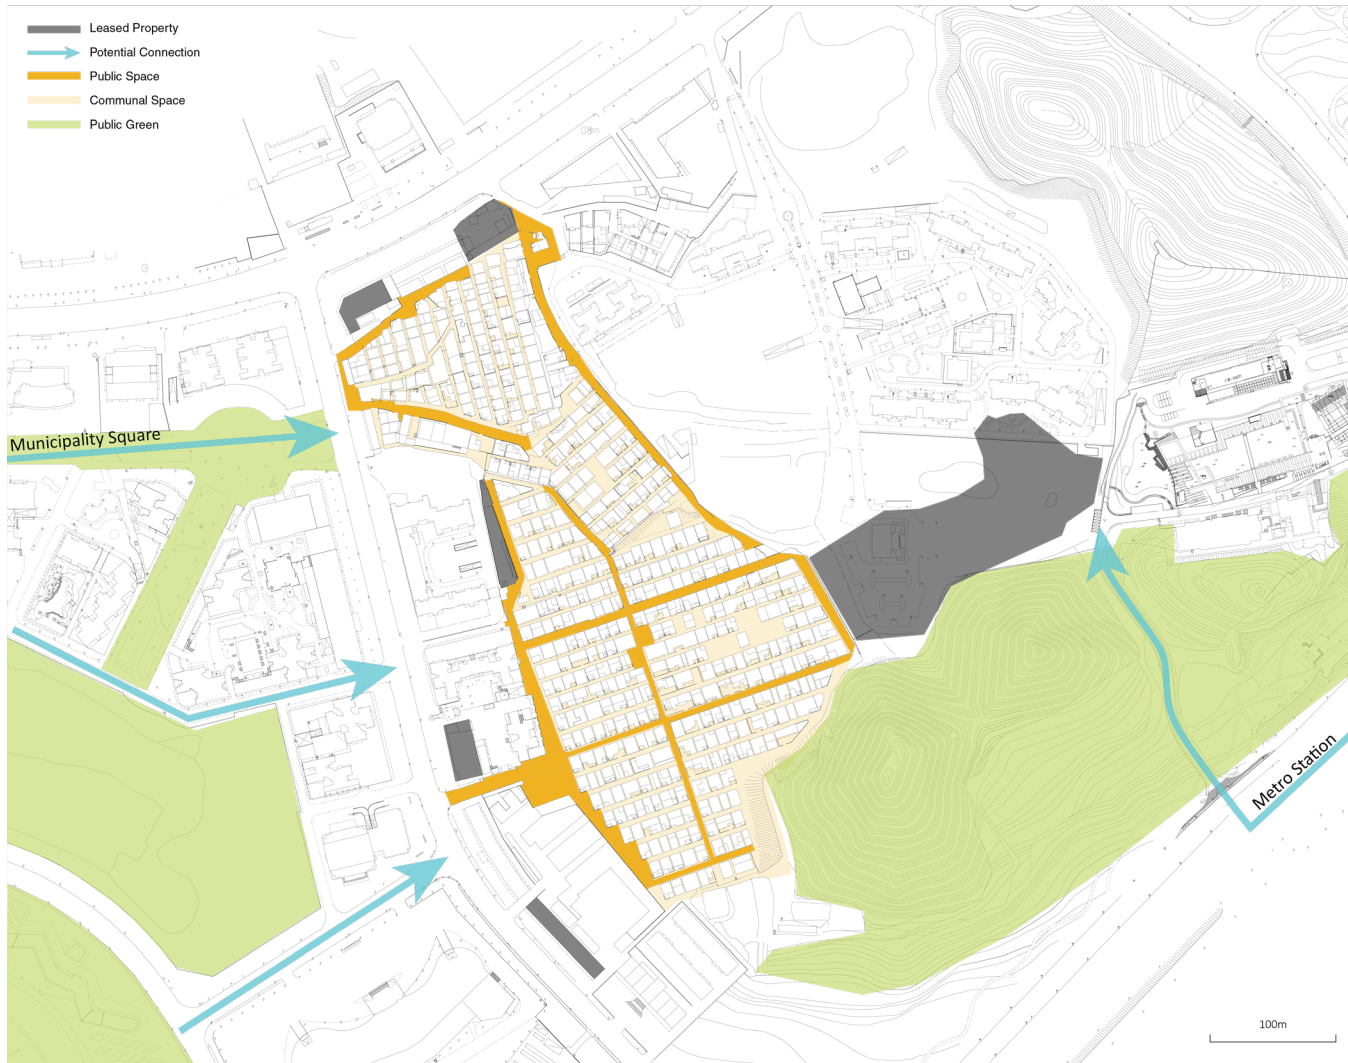 Leased Property
Potential Connection
Public Space
Communal Space
Public Green
Municipality Square
Metro Station
100m